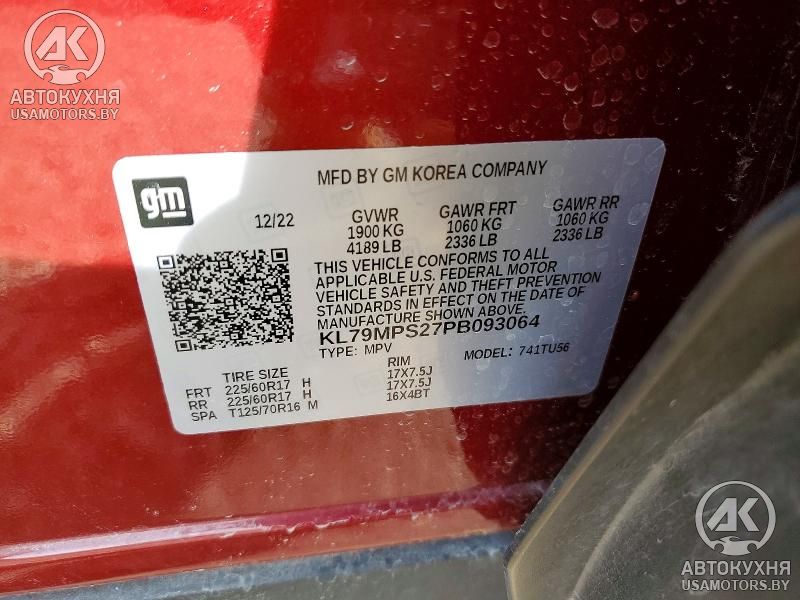 AK
АВТОКУХНЯ
USAMOTORS.BY
gm
MFD BY GM KOREA COMPANY
12/22 GVWR GAWR FRT GAWR RR
1900 KG 1060 KG 1060 KG
4189 LB 2336 LB 2336 LB
THIS VEHICLE CONFORMS TO ALL
APPLICABLE U.S. FEDERAL MOTOR
VEHICLE SAFETY AND THEFT PREVENTION
STANDARDS IN EFFECT ON THE DATE OF
MANUFACTURE SHOWN ABOVE.
KL79MPS27PB093064
TYPE: MPV MODEL: 741TU56
TIRE SIZE RIM
FRT 225/60R17 H 17X7.5J
RR 225/60R17 H 17X7.5J
SPA T125/70R16 M 16X4BT
AK
АВТОКУХНЯ
USAMOTORS.BY